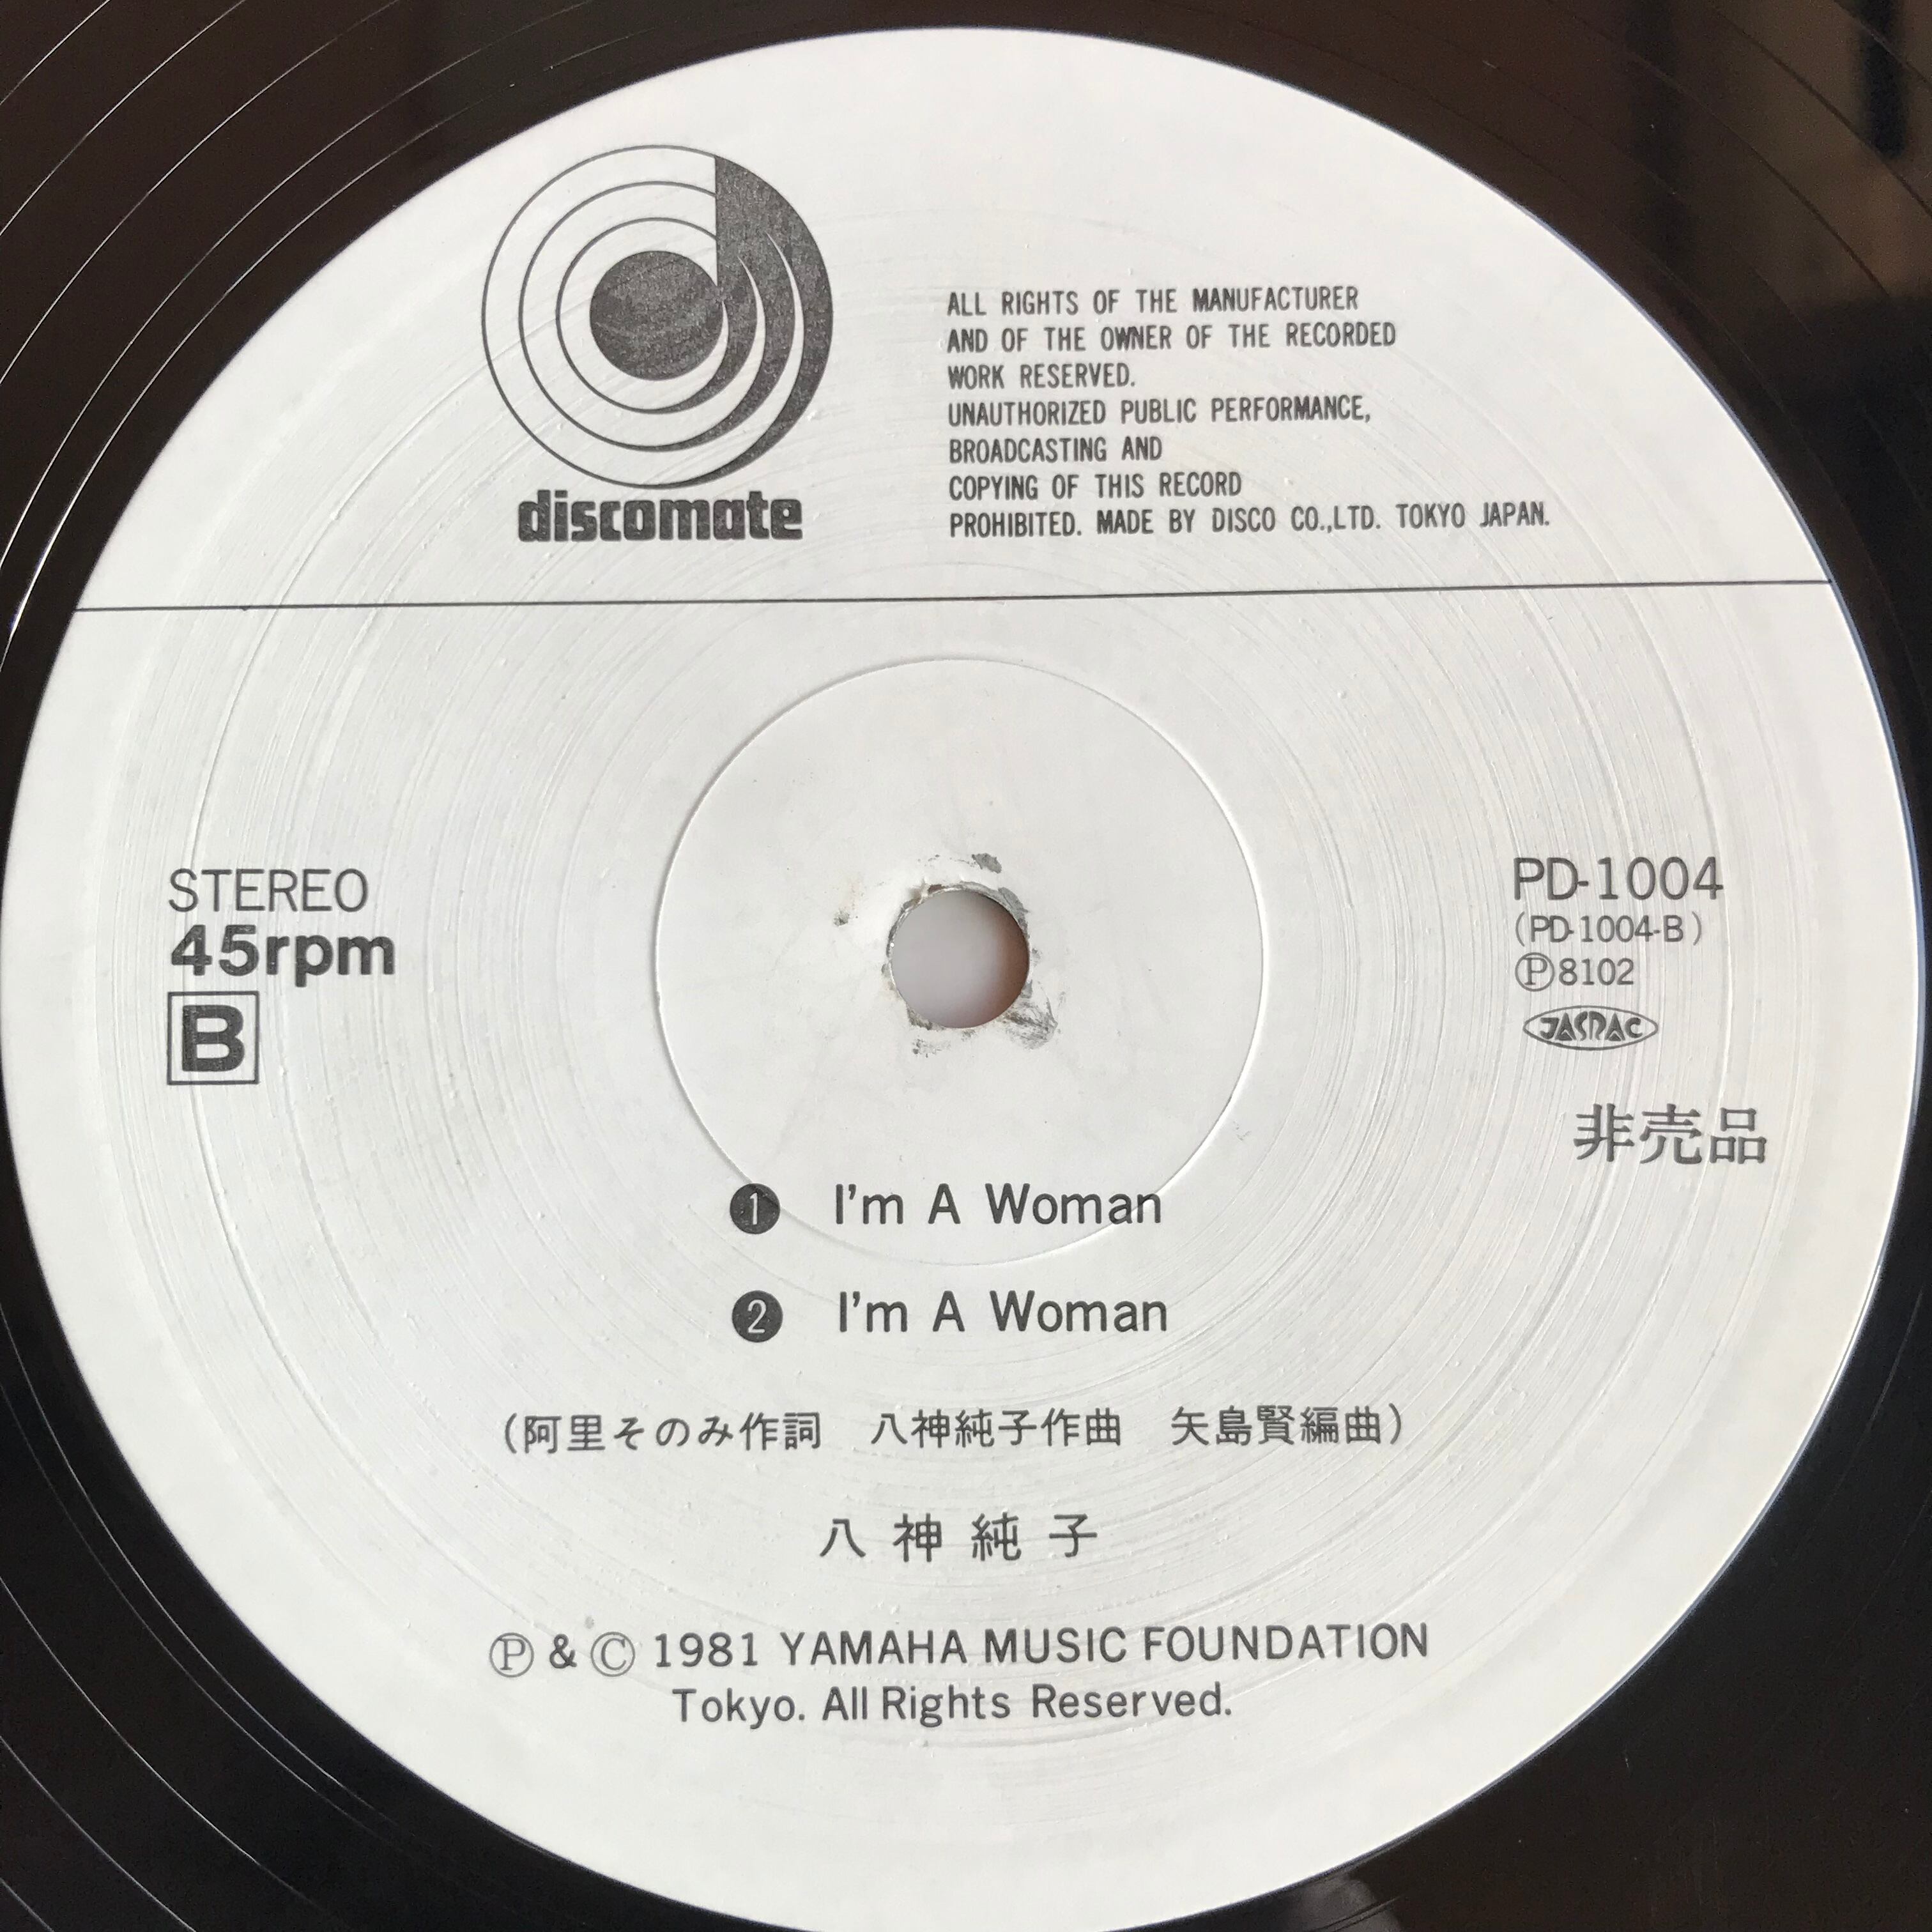 discomate
ALL RIGHTS OF THE MANUFACTURER
AND OF THE OWNER OF THE RECORDED
WORK RESERVED.
UNAUTHORIZED PUBLIC PERFORMANCE,
BROADCASTING AND
COPYING OF THIS RECORD
PROHIBITED. MADE BY DISCO CO.,LTD. TOKYO JAPAN.
STEREO
45rpm
B
PD-1004
(PD-1004-B)
Ⓟ8102
JASRAC
非売品
❶ I'm A Woman
❷ I'm A Woman
(阿里そのみ作詞 八神純子作曲 矢島賢編曲)
八神純子
Ⓟ & Ⓒ 1981 YAMAHA MUSIC FOUNDATION
Tokyo. All Rights Reserved.